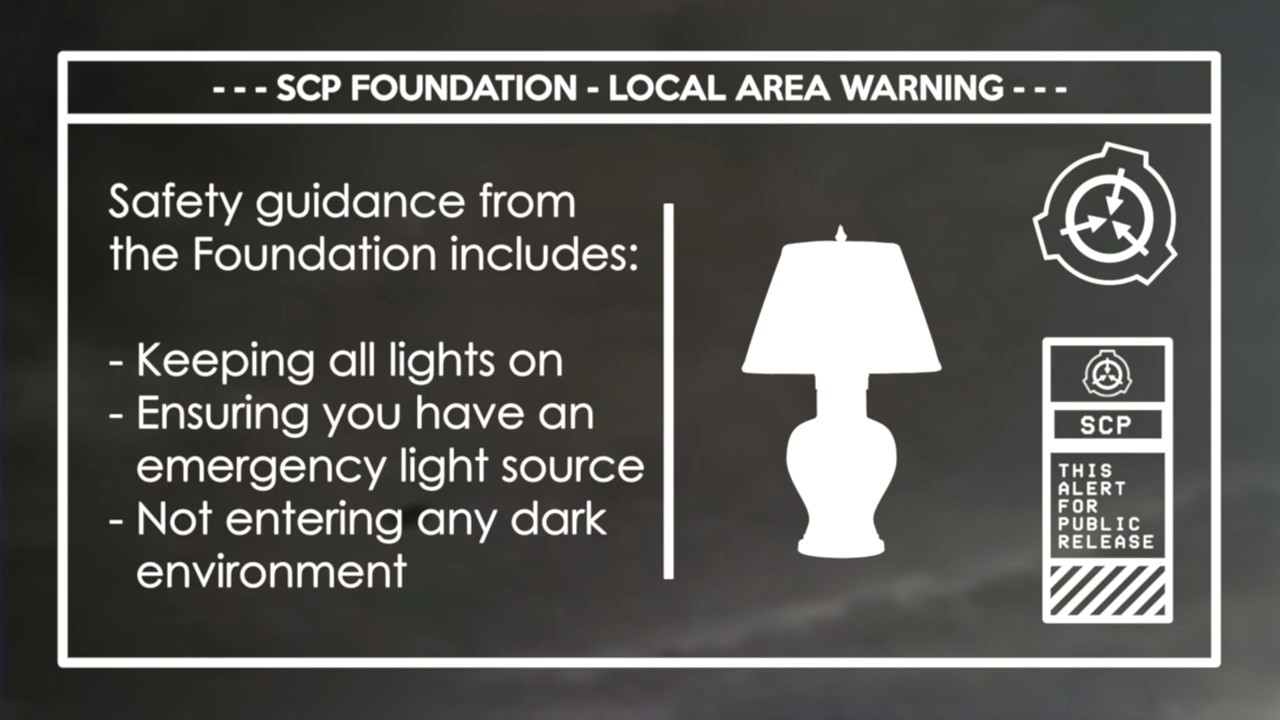 --- SCP FOUNDATION - LOCAL AREA WARNING ---
Safety guidance from
the Foundation includes:
- Keeping all lights on
- Ensuring you have an
emergency light source
- Not entering any dark
environment
SCP
THIS
ALERT
FOR
PUBLIC
RELEASE